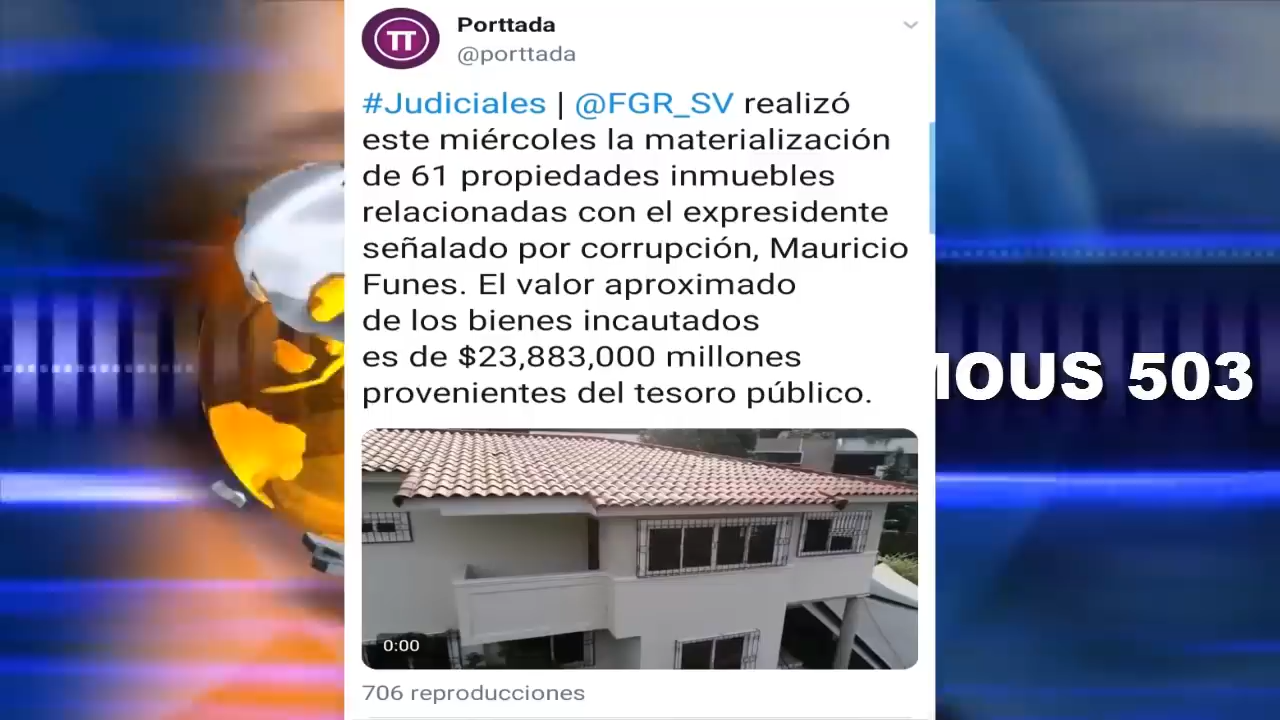 Porttada
@porttada
#Judiciales | @FGR_SV realizó
este miércoles la materialización
de 61 propiedades inmuebles
relacionadas con el expresidente
señalado por corrupción, Mauricio
Funes. El valor aproximado
de los bienes incautados
es de $23,883,000 millones
provenientes del tesoro público.
MOUS 503
0:00
706 reproducciones